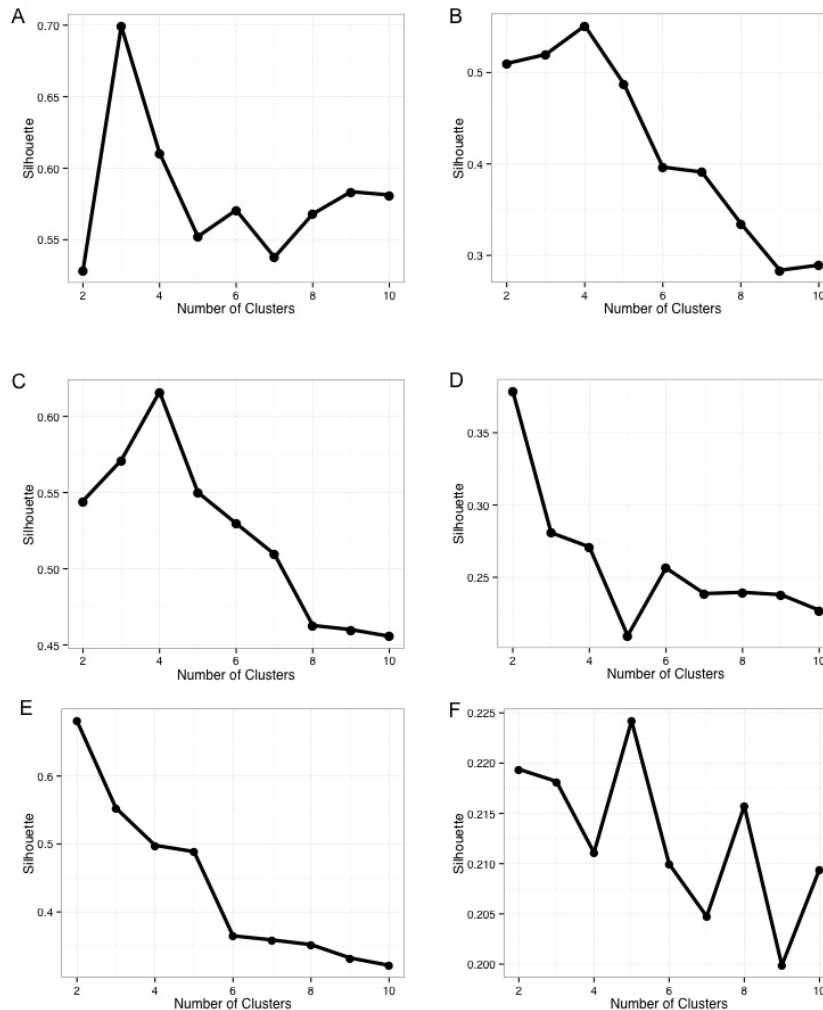 A
0.70
0.65
0.60
0.55
Silhouette
2 4 6 8 10
Number of Clusters
B
0.5
0.4
0.3
Silhouette
2 4 6 8 10
Number of Clusters
C
0.60
0.55
0.50
0.45
Silhouette
2 4 6 8 10
Number of Clusters
D
0.35
0.30
0.25
Silhouette
2 4 6 8 10
Number of Clusters
E
0.6
0.5
0.4
Silhouette
2 4 6 8 10
Number of Clusters
F
0.225
0.220
0.215
0.210
0.205
0.200
Silhouette
2 4 6 8 10
Number of Clusters